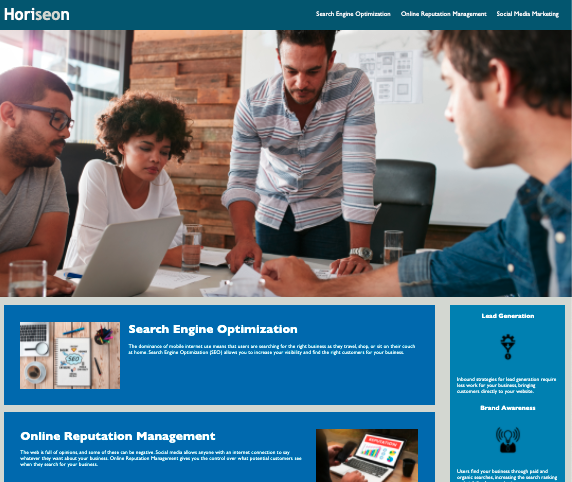 Horiseon
Search Engine Optimization
Online Reputation Management
Social Media Marketing
Search Engine Optimization
The dominance of mobile internet use means that users are searching for the right business as they travel, shop, or sit on their couch
at home. Search Engine Optimization (SEO) allows you to increase your visibility and find the right customers for your business.
SEO
Online Reputation Management
The web is full of opinions, and some of these can be negative. Social media allows anyone with an internet connection to say
whatever they want about your business. Online Reputation Management gives you the control over what potential customers see
when they search for your business.
REPUTATION
Lead Generation
Inbound strategies for lead generation require
less work for your business, bringing
customers directly to your website.
Brand Awareness
Users find your business through paid and
organic searches, increasing the search ranking